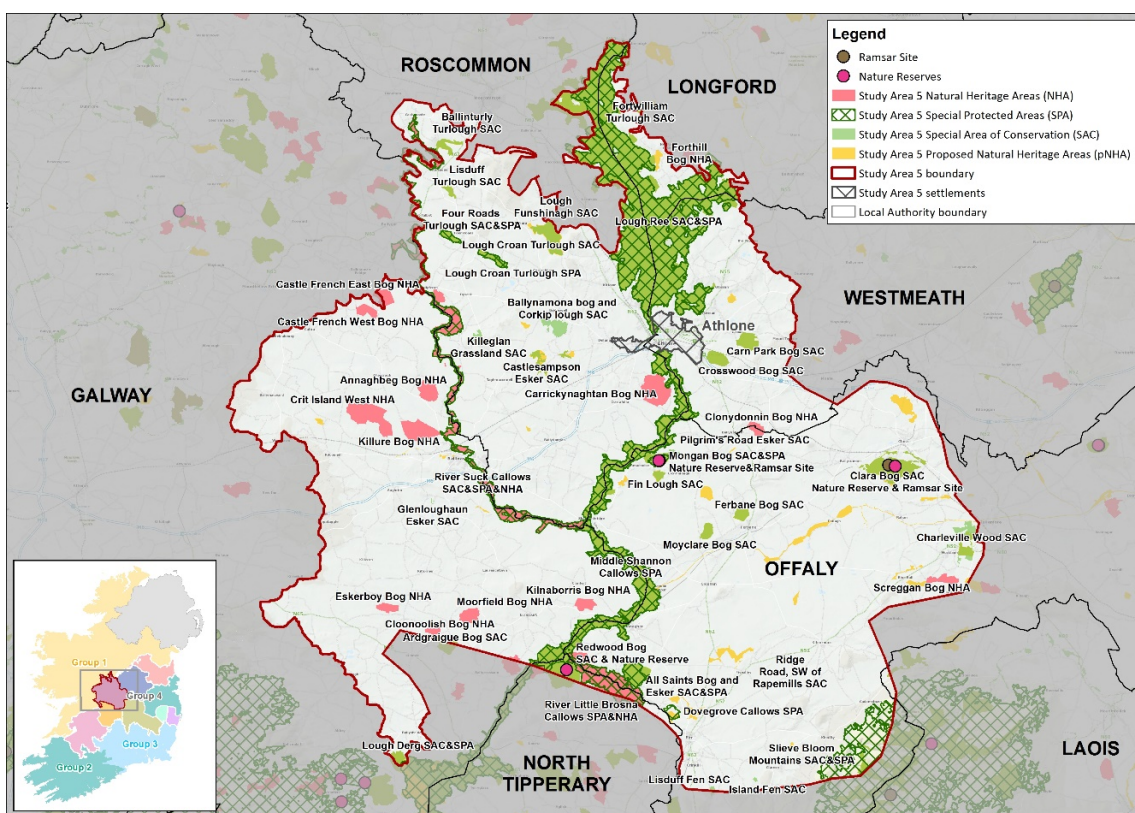 ROSCOMMON
LONGFORD
Legend
Ramsar Site
Nature Reserves
Study Area 5 Natural Heritage Areas (NHA)
Study Area 5 Special Protected Areas (SPA)
Study Area 5 Special Area of Conservation (SAC)
Study Area 5 Proposed Natural Heritage Areas (pNHA)
Study Area 5 boundary
Study Area 5 settlements
Local Authority boundary
Ballinturly
Turlough SAC
Fortwilliam
Turlough SAC
Forthill
Bog NHA
Lisduff
Turlough SAC
Lough
Funshinagh SAC
Four Roads
Turlough SAC&SPA
Lough Ree SAC&SPA
Lough Croan Turlough SAC
Lough Croan Turlough SPA
Castle French East Bog NHA
WESTMEATH
Ballynamona bog and
Corkip lough SAC
Castle French West Bog NHA
Athlone
Killeglan
Grassland SAC
Carn Park Bog SAC
Castlesampson
Esker SAC
Crosswood Bog SAC
Annaghbeg Bog NHA
GALWAY
Carrickynaghtan Bog NHA
Crit Island West NHA
Clonydonnin Bog NHA
Killure Bog NHA
Pilgrim's Road Esker SAC
Mongan Bog SAC&SPA
Nature Reserve&Ramsar Site
River Suck Callows
SAC&SPA&NHA
Fin Lough SAC
Clara Bog SAC
Nature Reserve & Ramsar Site
Glenloughaun
Esker SAC
Ferbane Bog SAC
Charleville Wood SAC
Moyclare Bog SAC
Middle Shannon
Callows SPA
OFFALY
Screggan Bog NHA
Kilnaborris Bog NHA
Eskerboy Bog NHA
Moorfield Bog NHA
Cloonoolish Bog NHA
Ardgraigue Bog SAC
Redwood Bog
SAC & Nature Reserve
Ridge
Road, SW of
Rapemills SAC
All Saints Bog and
Esker SAC&SPA
River Little Brosna
Callows SPA&NHA
Dovegrove Callows SPA
Lough Derg SAC&SPA
Slieve Bloom
Mountains SAC&SPA
LAOIS
NORTH
TIPPERARY
Lisduff Fen SAC
Island Fen SAC
Group 1
Group 4
Group 3
Group 2